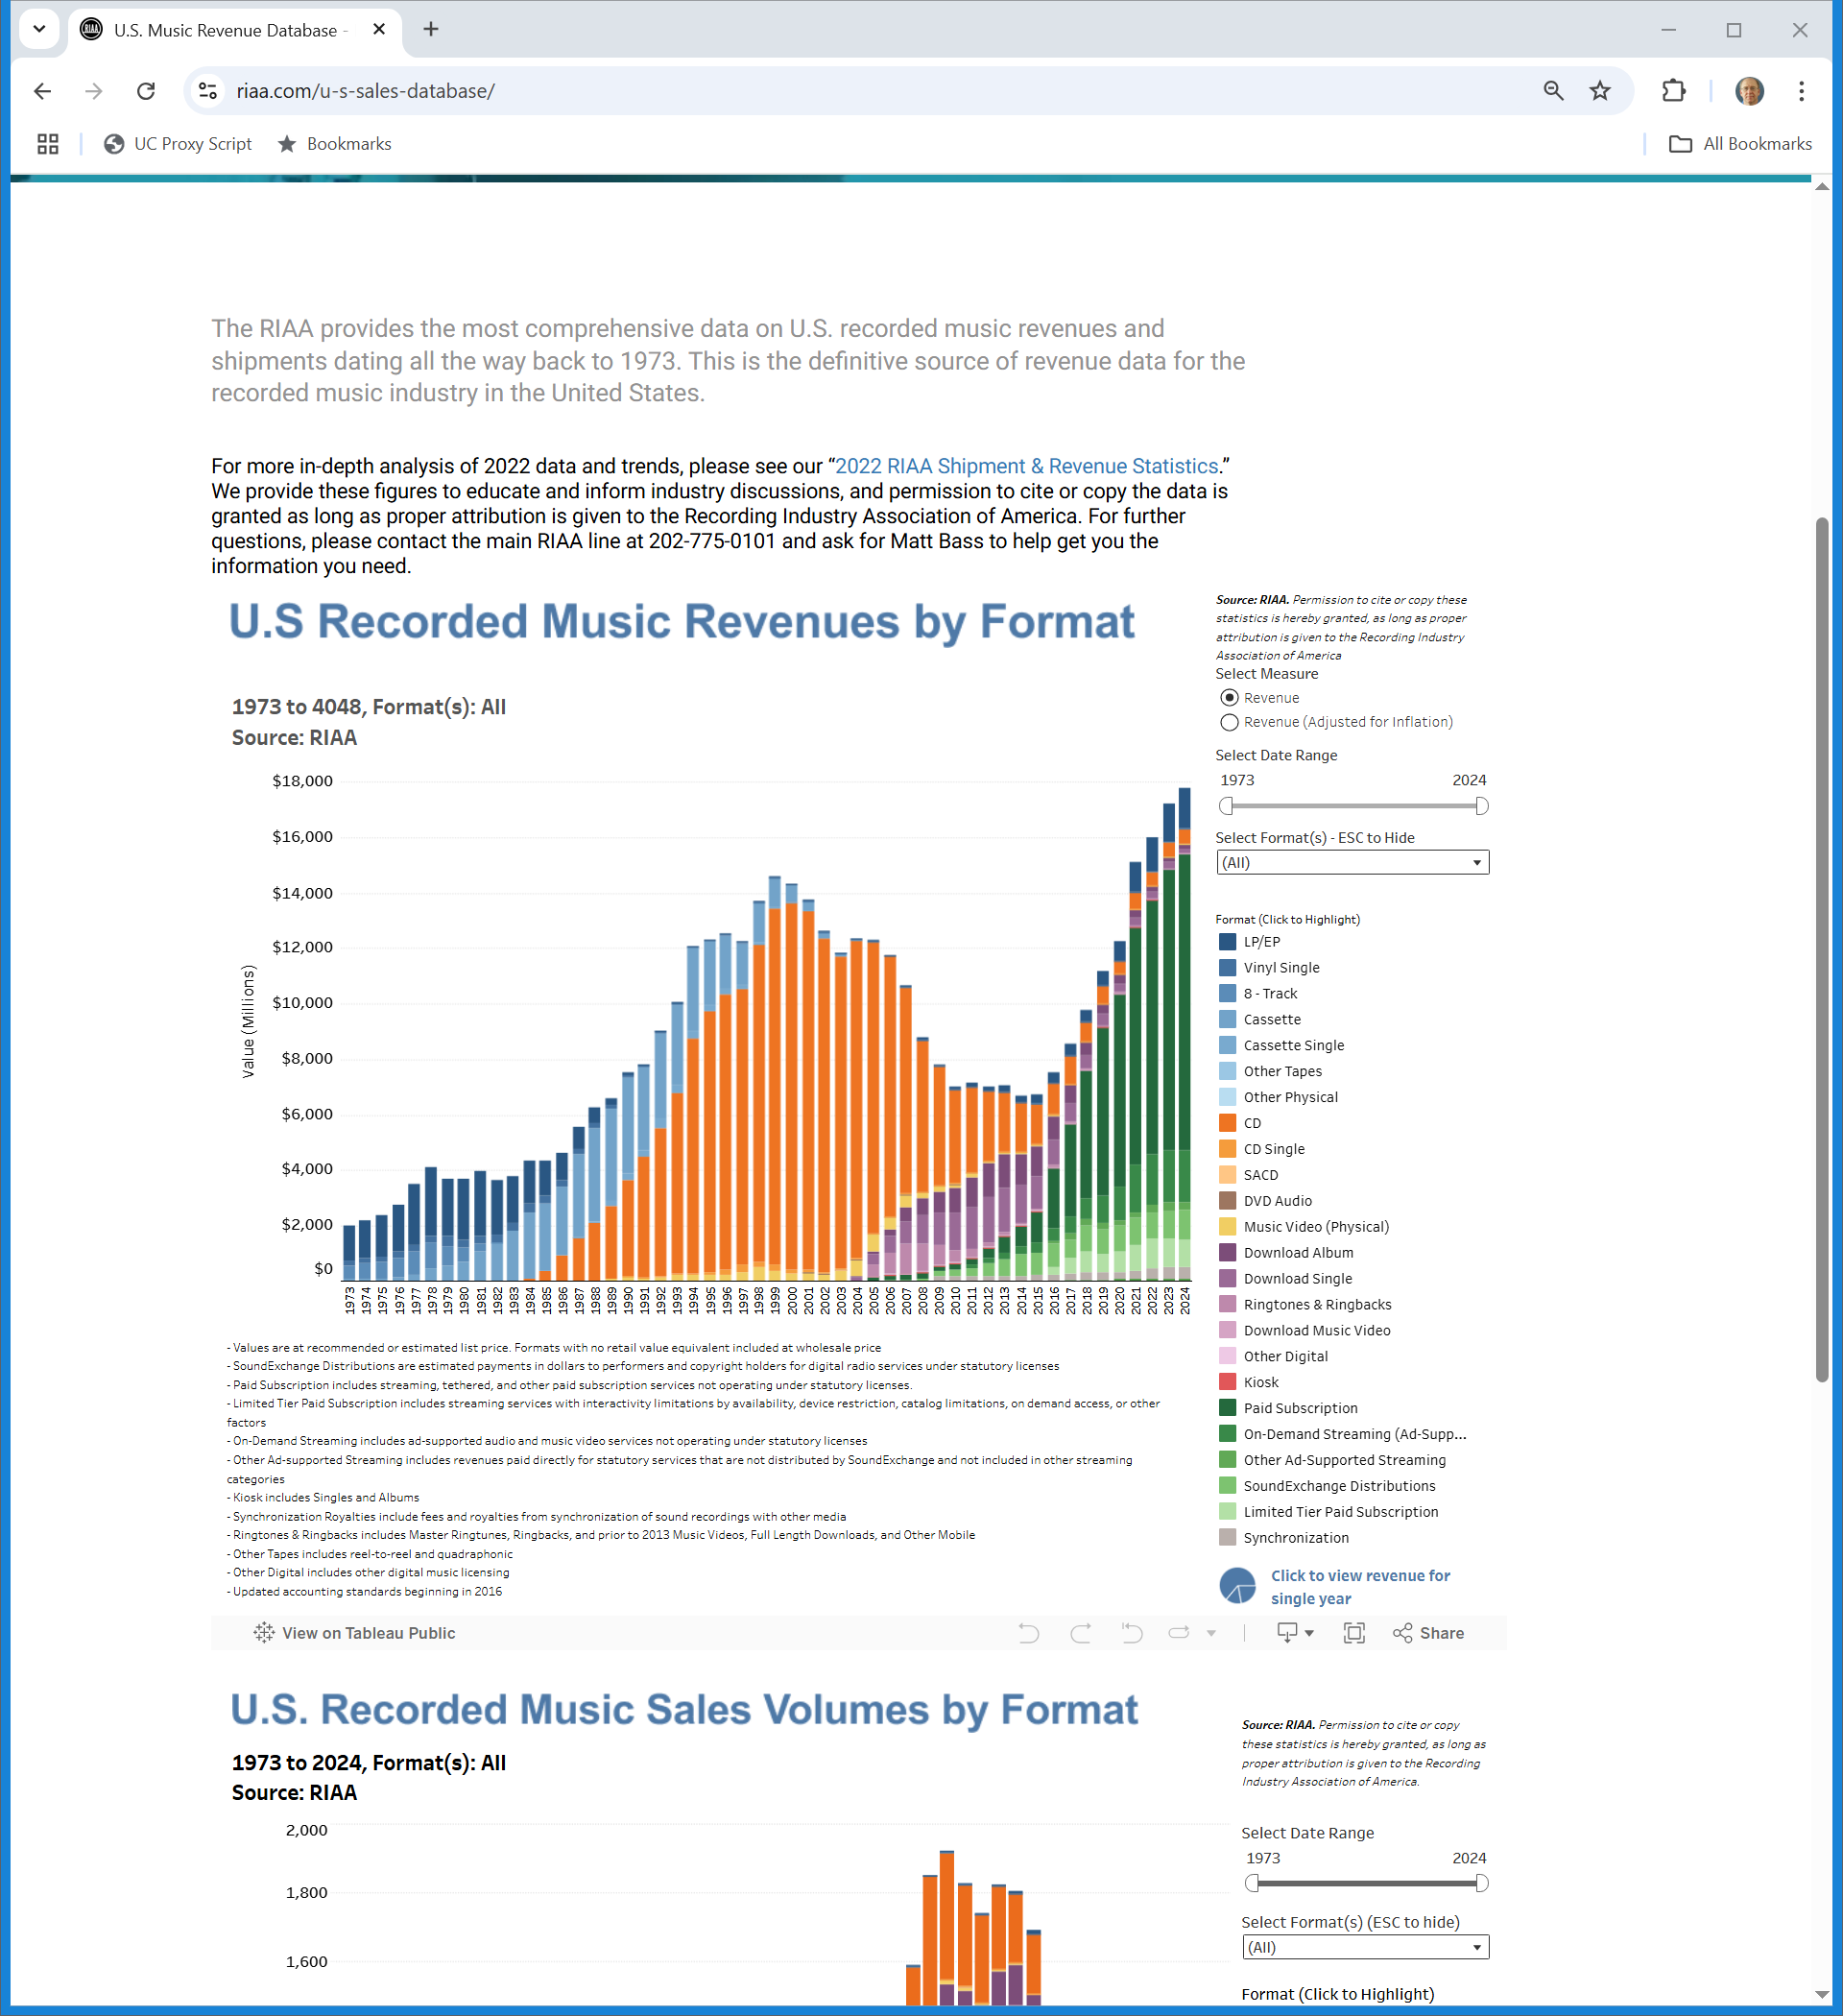 U.S. Music Revenue Database -
riaa.com/u-s-sales-database/
UC Proxy Script
Bookmarks
All Bookmarks
The RIAA provides the most comprehensive data on U.S. recorded music revenues and
shipments dating all the way back to 1973. This is the definitive source of revenue data for the
recorded music industry in the United States.
For more in-depth analysis of 2022 data and trends, please see our “2022 RIAA Shipment & Revenue Statistics.”
We provide these figures to educate and inform industry discussions, and permission to cite or copy the data is
granted as long as proper attribution is given to the Recording Industry Association of America. For further
questions, please contact the main RIAA line at 202-775-0101 and ask for Matt Bass to help get you the
information you need.
U.S Recorded Music Revenues by Format
1973 to 4048, Format(s): All
Source: RIAA
$18,000
$16,000
$14,000
$12,000
$10,000
$8,000
$6,000
$4,000
$2,000
$0
Value (Millions)
1973
1974
1975
1976
1977
1978
1979
1980
1981
1982
1983
1984
1985
1986
1987
1988
1989
1990
1991
1992
1993
1994
1995
1996
1997
1998
1999
2000
2001
2002
2003
2004
2005
2006
2007
2008
2009
2010
2011
2012
2013
2014
2015
2016
2017
2018
2019
2020
2021
2022
2023
2024
- Values are at recommended or estimated list price. Formats with no retail value equivalent included at wholesale price
- SoundExchange Distributions are estimated payments in dollars to performers and copyright holders for digital radio services under statutory licenses
- Paid Subscription includes streaming, tethered, and other paid subscription services not operating under statutory licenses.
- Limited Tier Paid Subscription includes streaming services with interactivity limitations by availability, device restriction, catalog limitations, on demand access, or other
factors
- On-Demand Streaming includes ad-supported audio and music video services not operating under statutory licenses
- Other Ad-supported Streaming includes revenues paid directly for statutory services that are not distributed by SoundExchange and not included in other streaming
categories
- Kiosk includes Singles and Albums
- Synchronization Royalties include fees and royalties from synchronization of sound recordings with other media
- Ringtones & Ringbacks includes Master Ringtunes, Ringbacks, and prior to 2013 Music Videos, Full Length Downloads, and Other Mobile
- Other Tapes includes reel-to-reel and quadraphonic
- Other Digital includes other digital music licensing
- Updated accounting standards beginning in 2016
Source: RIAA. Permission to cite or copy these
statistics is hereby granted, as long as proper
attribution is given to the Recording Industry
Association of America
Select Measure
Revenue
Revenue (Adjusted for Inflation)
Select Date Range
1973 2024
Select Format(s) - ESC to Hide
(All)
Format (Click to Highlight)
LP/EP
Vinyl Single
8 - Track
Cassette
Cassette Single
Other Tapes
Other Physical
CD
CD Single
SACD
DVD Audio
Music Video (Physical)
Download Album
Download Single
Ringtones & Ringbacks
Download Music Video
Other Digital
Kiosk
Paid Subscription
On-Demand Streaming (Ad-Supp...
Other Ad-Supported Streaming
SoundExchange Distributions
Limited Tier Paid Subscription
Synchronization
Click to view revenue for
single year
View on Tableau Public
Share
U.S. Recorded Music Sales Volumes by Format
1973 to 2024, Format(s): All
Source: RIAA
2,000
1,800
1,600
Source: RIAA. Permission to cite or copy
these statistics is hereby granted, as long as
proper attribution is given to the Recording
Industry Association of America.
Select Date Range
1973 2024
Select Format(s) (ESC to hide)
(All)
Format (Click to Highlight)